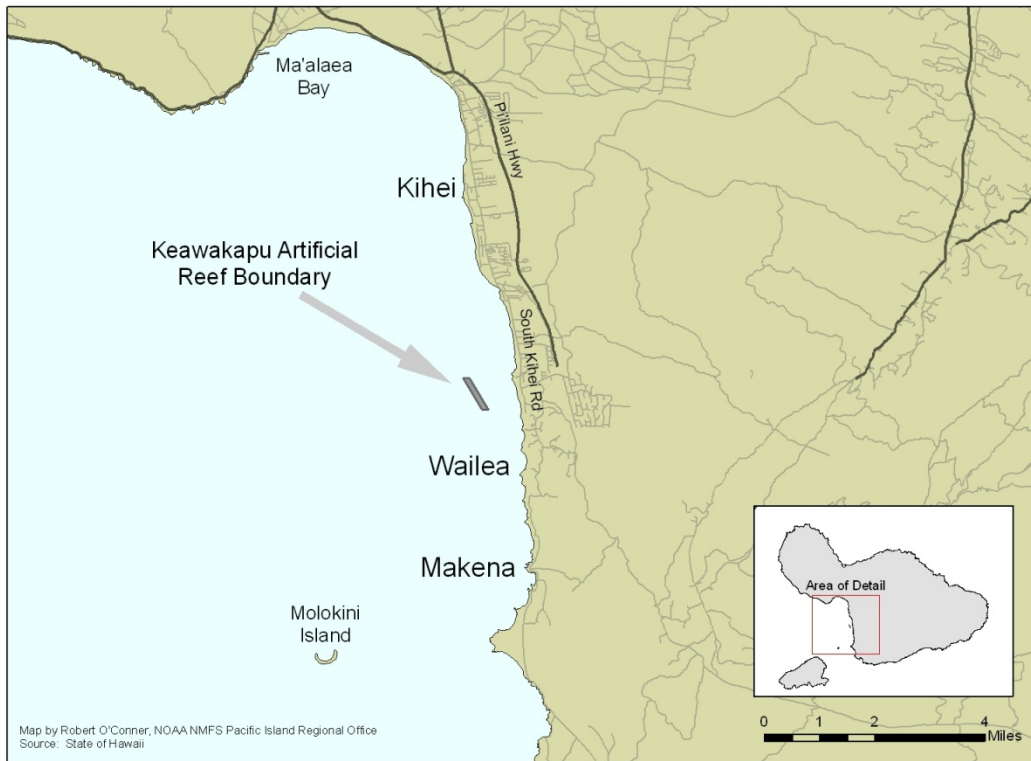 Ma'alaea
Bay
Pi'ilani Hwy
Kihei
Keawakapu Artificial
Reef Boundary
South Kihei Rd
Wailea
Makena
Molokini
Island
Area of Detail
0 1 2 4
Miles
Map by Robert O'Conner, NOAA NMFS Pacific Island Regional Office
Source: State of Hawaii